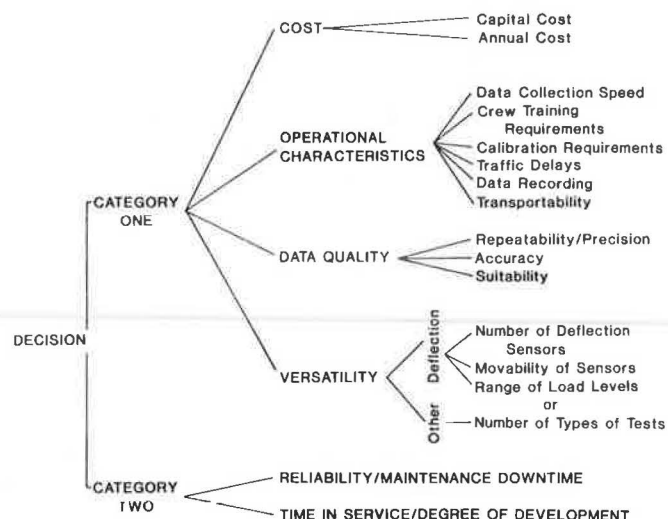 COST
Capital Cost
Annual Cost
OPERATIONAL
CHARACTERISTICS
Data Collection Speed
Crew Training
Requirements
Calibration Requirements
Traffic Delays
Data Recording
Transportability
CATEGORY
ONE
DATA QUALITY
Repeatability/Precision
Accuracy
Suitability
DECISION
VERSATILITY
Deflection
Number of Deflection
Sensors
Movability of Sensors
Range of Load Levels
or
Other
Number of Types of Tests
CATEGORY
TWO
RELIABILITY/MAINTENANCE DOWNTIME
TIME IN SERVICE/DEGREE OF DEVELOPMENT